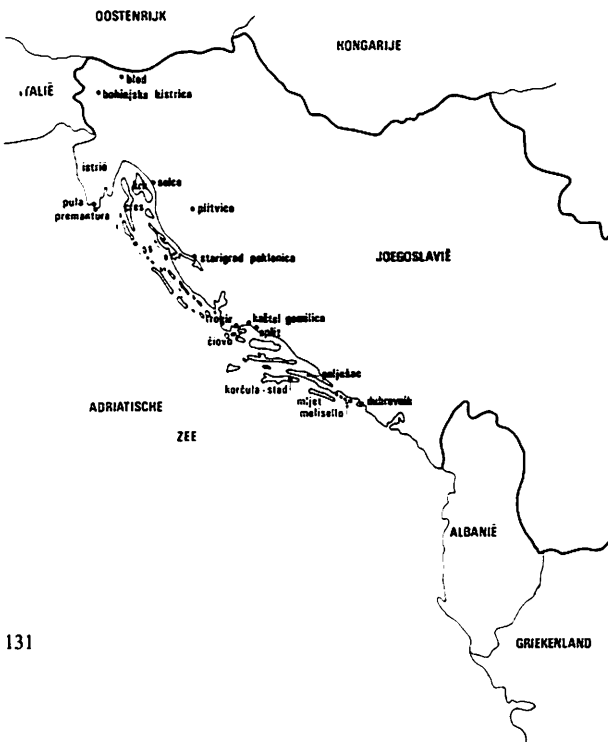 OOSTENRIJK
HONGARIJE
bled
ITALIË
bohinjska bistrica
istrië
krk
selce
cres
pula
plitvice
premantura
JOEGOSLAVIË
starigrad paklenica
trogir
kaštel gomilica
split
čiovo
pelješac
korčula - stad
mljet
dubrovnik
ADRIATISCHE
ZEE
ALBANIË
131
GRIEKENLAND